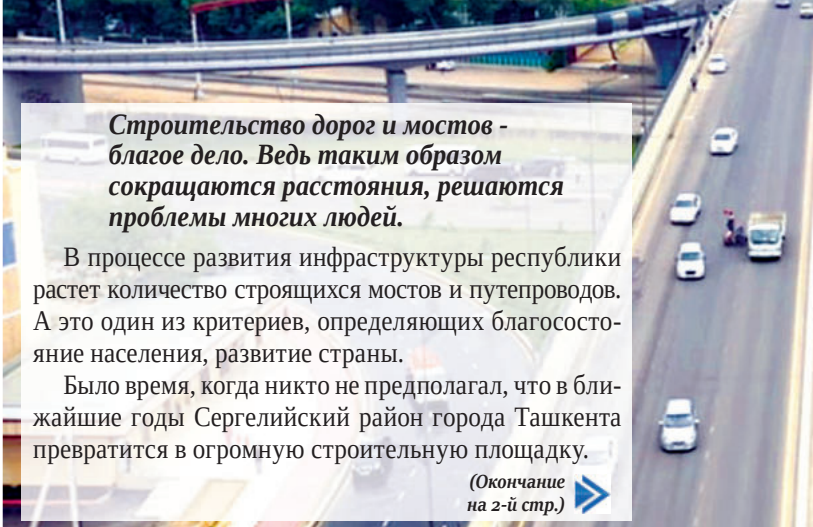 Строительство дорог и мостов -
благое дело. Ведь таким образом
сокращаются расстояния, решаются
проблемы многих людей.
В процессе развития инфраструктуры республики
растет количество строящихся мостов и путепроводов.
А это один из критериев, определяющих благосостo-
яние населения, развитие страны.
Было время, когда никто не предполагал, что в бли-
жайшие годы Сергелийский район города Ташкента
превратится в огромную строительную площадку.
(Окончание
на 2-й стр.)